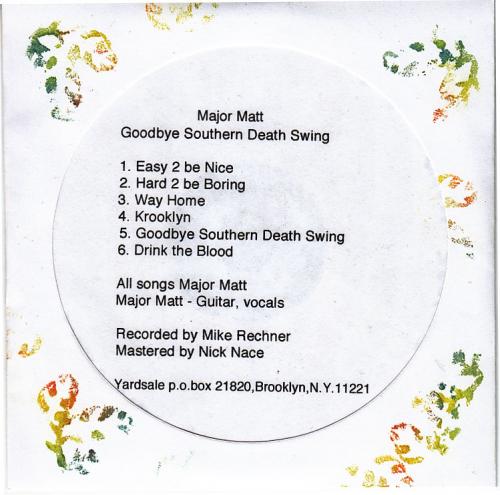 Major Matt
Goodbye Southern Death Swing
1. Easy 2 be Nice
2. Hard 2 be Boring
3. Way Home
4. Krooklyn
5. Goodbye Southern Death Swing
6. Drink the Blood
All songs Major Matt
Major Matt - Guitar, vocals
Recorded by Mike Rechner
Mastered by Nick Nace
Yardsale p.o.box 21820,Brooklyn,N.Y.11221